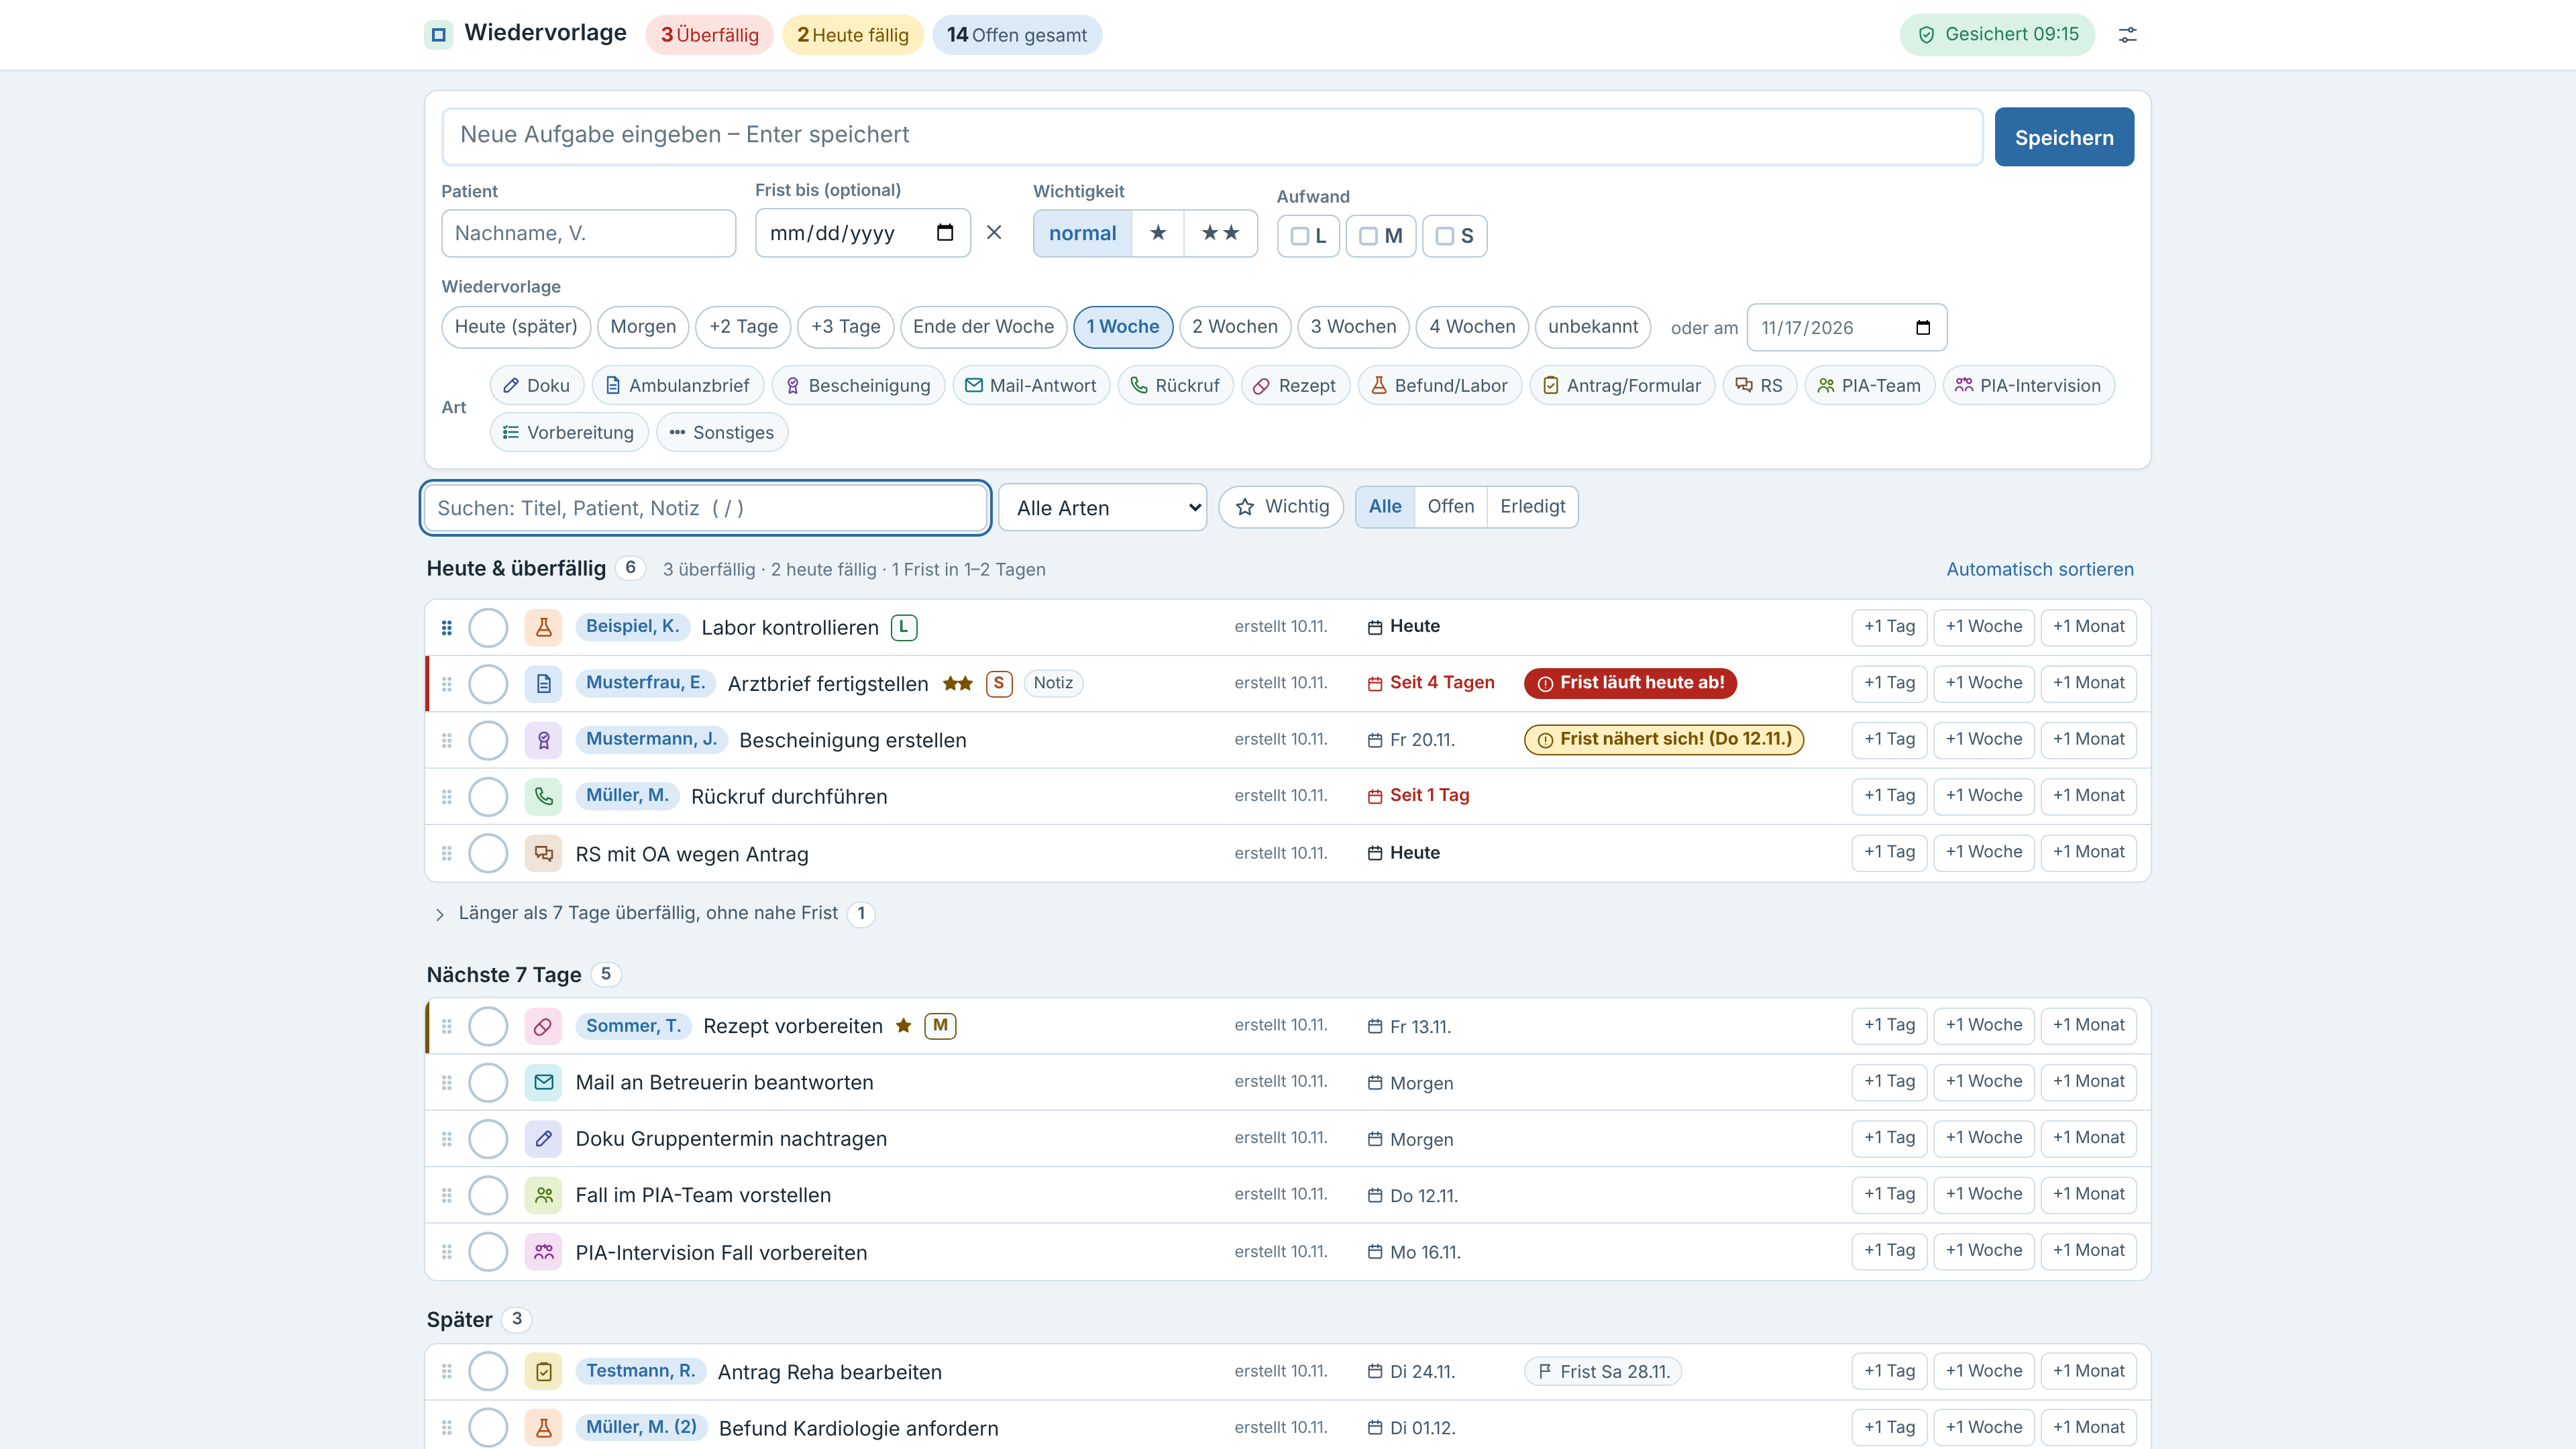 Wiedervorlage 3 Überfällig 2 Heute fällig 14 Offen gesamt Gesichert 09:15
Neue Aufgabe eingeben – Enter speichert Speichern
Patient Frist bis (optional) Wichtigkeit Aufwand
Nachname, V. mm/dd/yyyy normal ★ ★★ L M S
Wiedervorlage
Heute (später) Morgen +2 Tage +3 Tage Ende der Woche 1 Woche 2 Wochen 3 Wochen 4 Wochen unbekannt oder am 11/17/2026
Art Doku Ambulanzbrief Bescheinigung Mail-Antwort Rückruf Rezept Befund/Labor Antrag/Formular RS PIA-Team PIA-Intervision
Vorbereitung Sonstiges
Suchen: Titel, Patient, Notiz ( / ) Alle Arten Wichtig Alle Offen Erledigt
Heute & überfällig 6 3 überfällig · 2 heute fällig · 1 Frist in 1–2 Tagen Automatisch sortieren
Beispiel, K. Labor kontrollieren L erstellt 10.11. Heute +1 Tag +1 Woche +1 Monat
Musterfrau, E. Arztbrief fertigstellen ★★ S Notiz erstellt 10.11. Seit 4 Tagen Frist läuft heute ab! +1 Tag +1 Woche +1 Monat
Mustermann, J. Bescheinigung erstellen erstellt 10.11. Fr 20.11. Frist nähert sich! (Do 12.11.) +1 Tag +1 Woche +1 Monat
Müller, M. Rückruf durchführen erstellt 10.11. Seit 1 Tag +1 Tag +1 Woche +1 Monat
RS mit OA wegen Antrag erstellt 10.11. Heute +1 Tag +1 Woche +1 Monat
Länger als 7 Tage überfällig, ohne nahe Frist 1
Nächste 7 Tage 5
Sommer, T. Rezept vorbereiten ★ M erstellt 10.11. Fr 13.11. +1 Tag +1 Woche +1 Monat
Mail an Betreuerin beantworten erstellt 10.11. Morgen +1 Tag +1 Woche +1 Monat
Doku Gruppentermin nachtragen erstellt 10.11. Morgen +1 Tag +1 Woche +1 Monat
Fall im PIA-Team vorstellen erstellt 10.11. Do 12.11. +1 Tag +1 Woche +1 Monat
PIA-Intervision Fall vorbereiten erstellt 10.11. Mo 16.11. +1 Tag +1 Woche +1 Monat
Später 3
Testmann, R. Antrag Reha bearbeiten erstellt 10.11. Di 24.11. Frist Sa 28.11. +1 Tag +1 Woche +1 Monat
Müller, M. (2) Befund Kardiologie anfordern erstellt 10.11. Di 01.12. +1 Tag +1 Woche +1 Monat